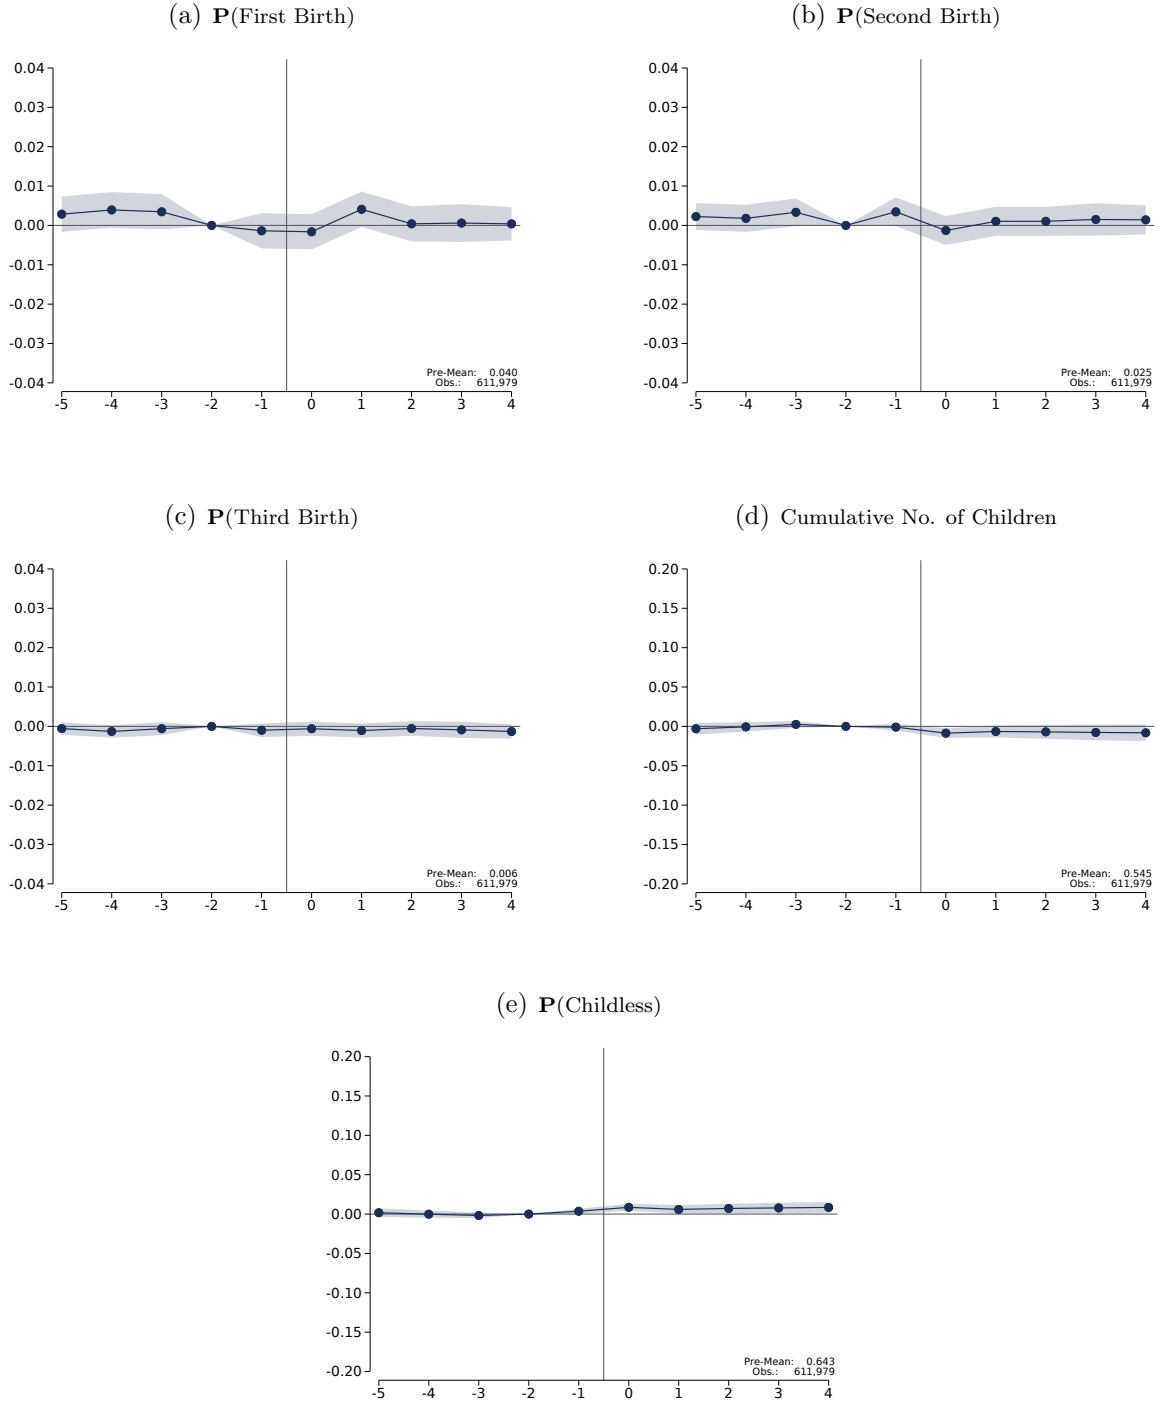 (a) P(First Birth)
0.04
0.03
0.02
0.01
0.00
-0.01
-0.02
-0.03
-0.04
Pre-Mean: 0.040
Obs.: 611,979
-5 -4 -3 -2 -1 0 1 2 3 4
(b) P(Second Birth)
0.04
0.03
0.02
0.01
0.00
-0.01
-0.02
-0.03
-0.04
Pre-Mean: 0.025
Obs.: 611,979
-5 -4 -3 -2 -1 0 1 2 3 4
(c) P(Third Birth)
0.04
0.03
0.02
0.01
0.00
-0.01
-0.02
-0.03
-0.04
Pre-Mean: 0.006
Obs.: 611,979
-5 -4 -3 -2 -1 0 1 2 3 4
(d) Cumulative No. of Children
0.20
0.15
0.10
0.05
0.00
-0.05
-0.10
-0.15
-0.20
Pre-Mean: 0.545
Obs.: 611,979
-5 -4 -3 -2 -1 0 1 2 3 4
(e) P(Childless)
0.20
0.15
0.10
0.05
0.00
-0.05
-0.10
-0.15
-0.20
Pre-Mean: 0.643
Obs.: 611,979
-5 -4 -3 -2 -1 0 1 2 3 4